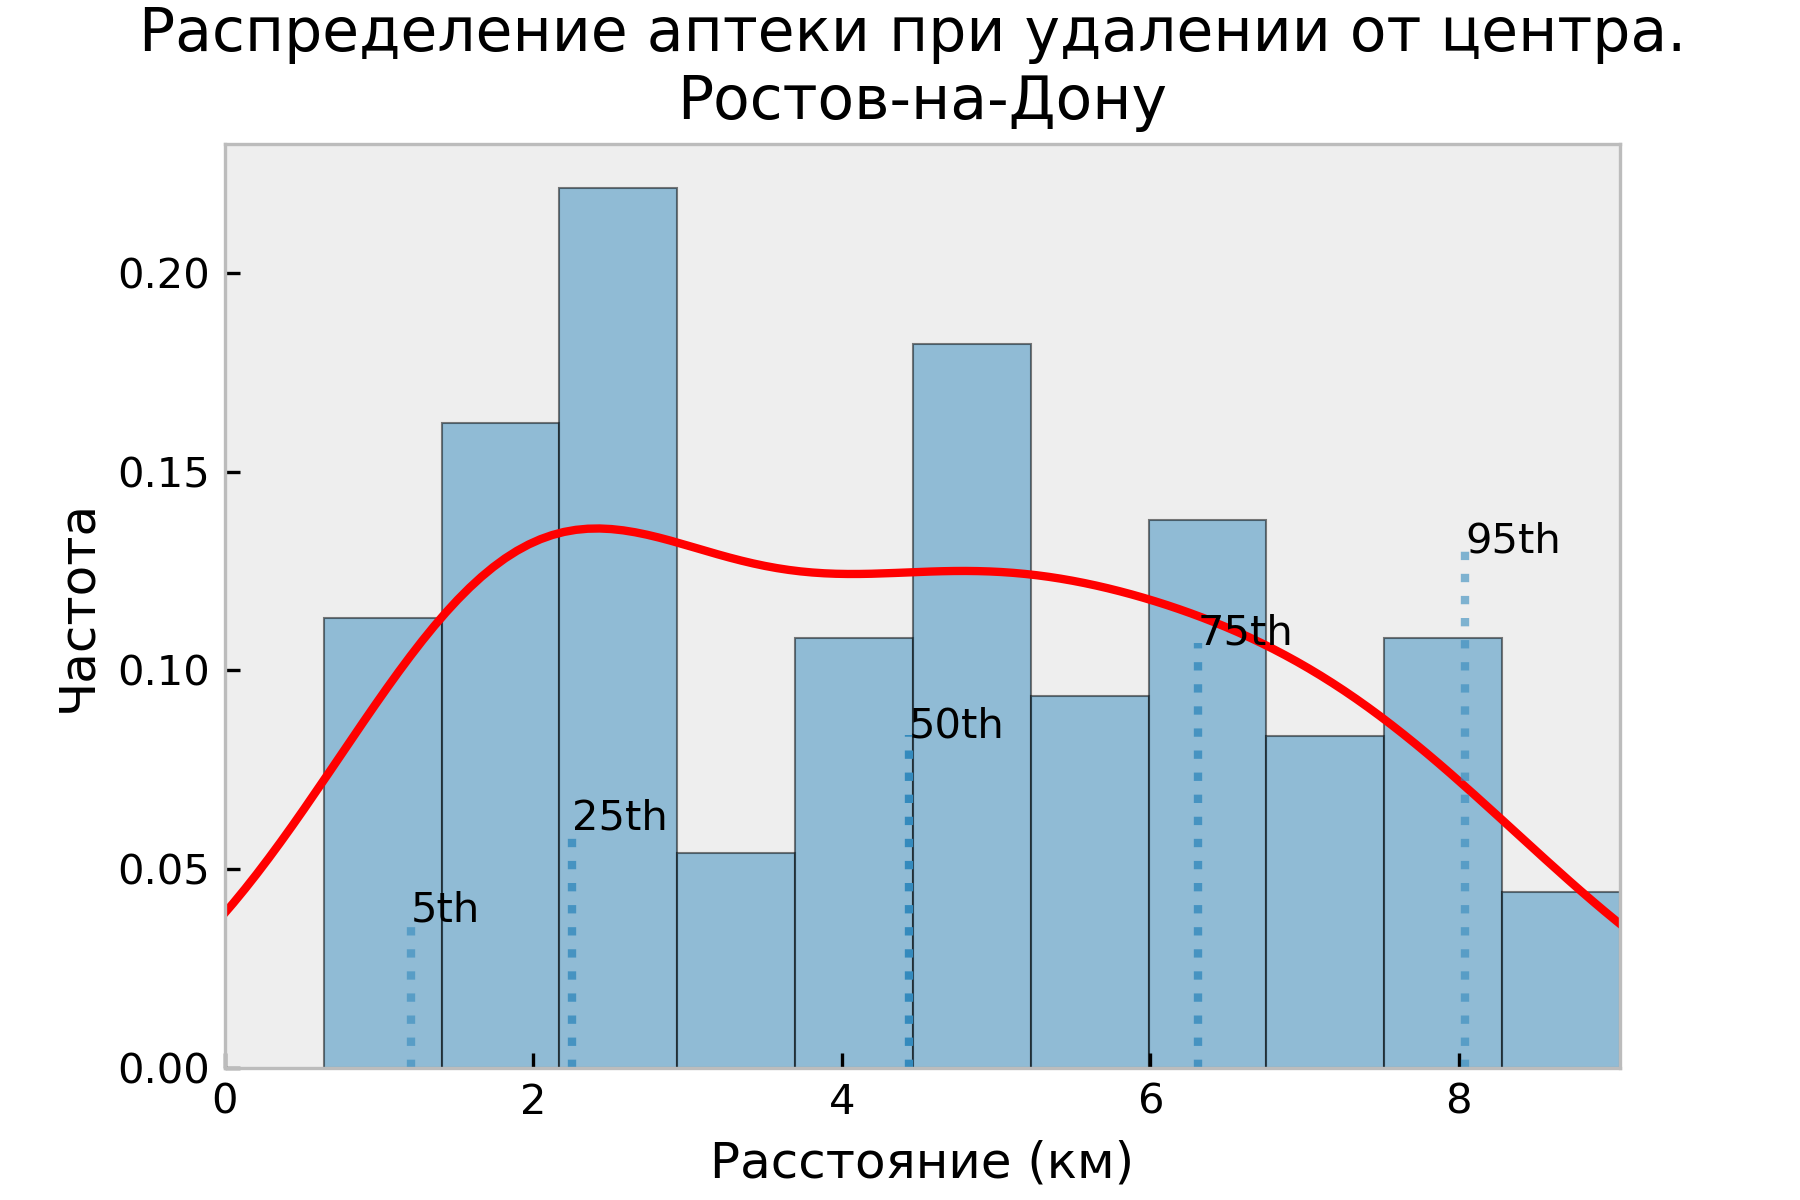 Распределение аптеки при удалении от центра.
Ростов-на-Дону
Частота
0.20
0.15
0.10
0.05
0.00
5th
25th
50th
75th
95th
0 2 4 6 8
Расстояние (км)